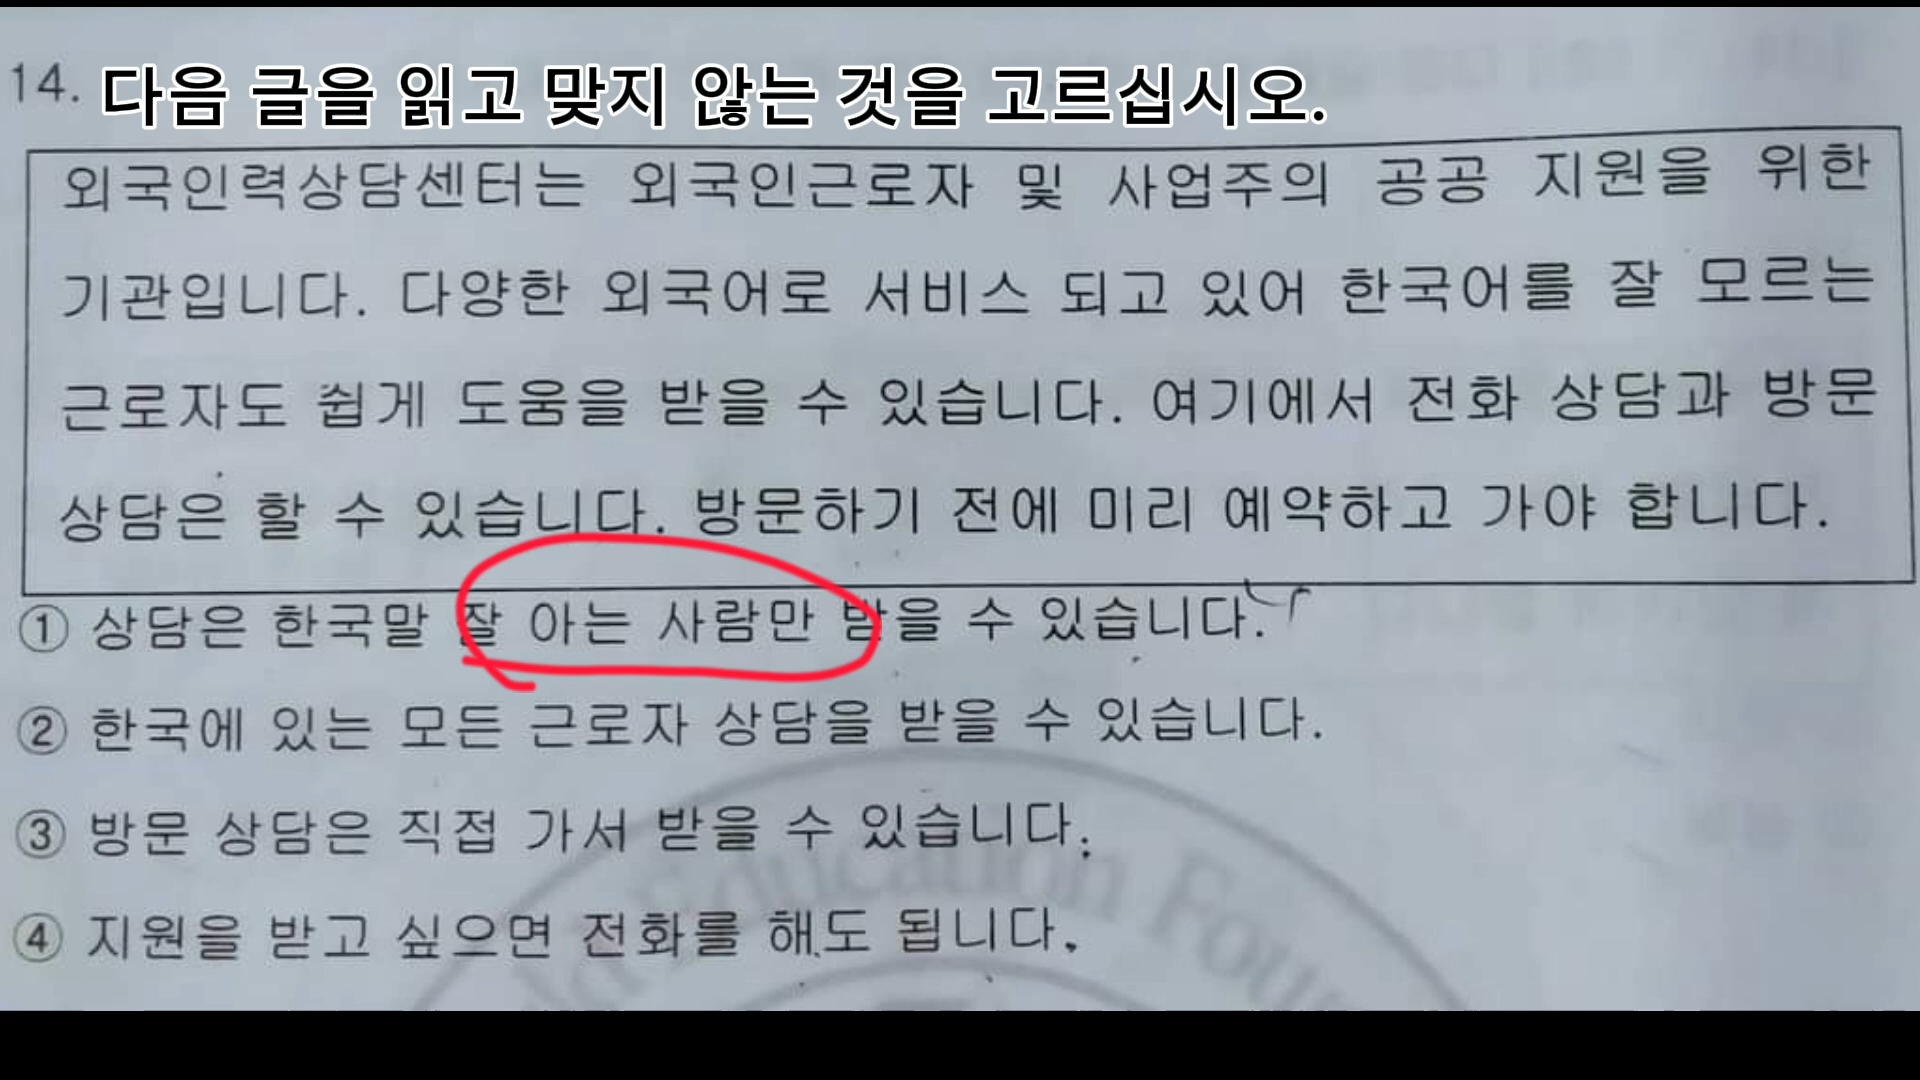 14. 다음 글을 읽고 맞지 않는 것을 고르십시오.
외국인력상담센터는 외국인근로자 및 사업주의 공공 지원을 위한
기관입니다. 다양한 외국어로 서비스 되고 있어 한국어를 잘 모르는
근로자도 쉽게 도움을 받을 수 있습니다. 여기에서 전화 상담과 방문
상담은 할 수 있습니다. 방문하기 전에 미리 예약하고 가야 합니다.
① 상담은 한국말 잘 아는 사람만 받을 수 있습니다.
② 한국에 있는 모든 근로자 상담을 받을 수 있습니다.
③ 방문 상담은 직접 가서 받을 수 있습니다.
④ 지원을 받고 싶으면 전화를 해도 됩니다.
Education